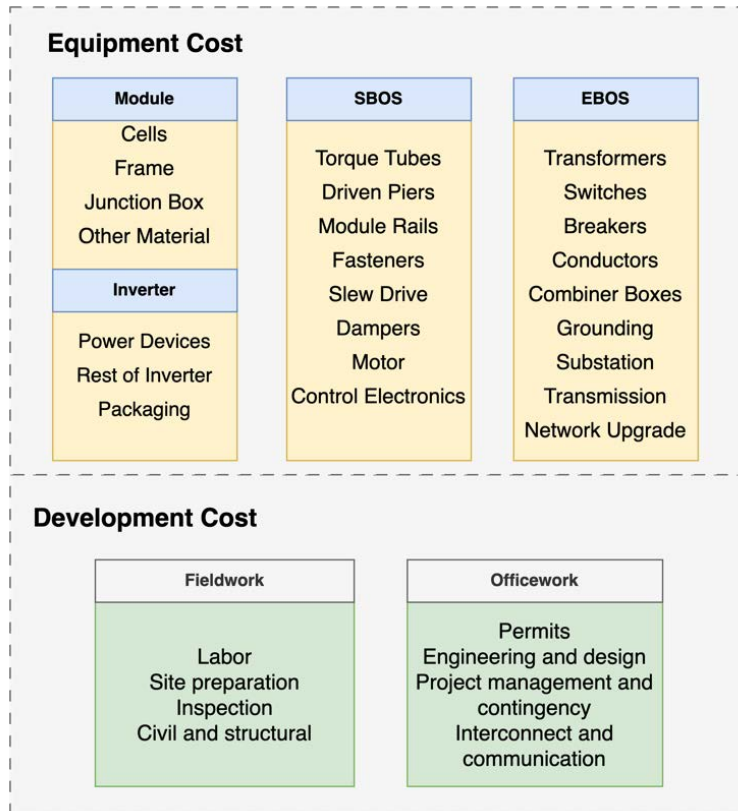 Equipment Cost
Module
Cells
Frame
Junction Box
Other Material
Inverter
Power Devices
Rest of Inverter
Packaging
SBOS
Torque Tubes
Driven Piers
Module Rails
Fasteners
Slew Drive
Dampers
Motor
Control Electronics
EBOS
Transformers
Switches
Breakers
Conductors
Combiner Boxes
Grounding
Substation
Transmission
Network Upgrade
Development Cost
Fieldwork
Labor
Site preparation
Inspection
Civil and structural
Officework
Permits
Engineering and design
Project management and
contingency
Interconnect and
communication